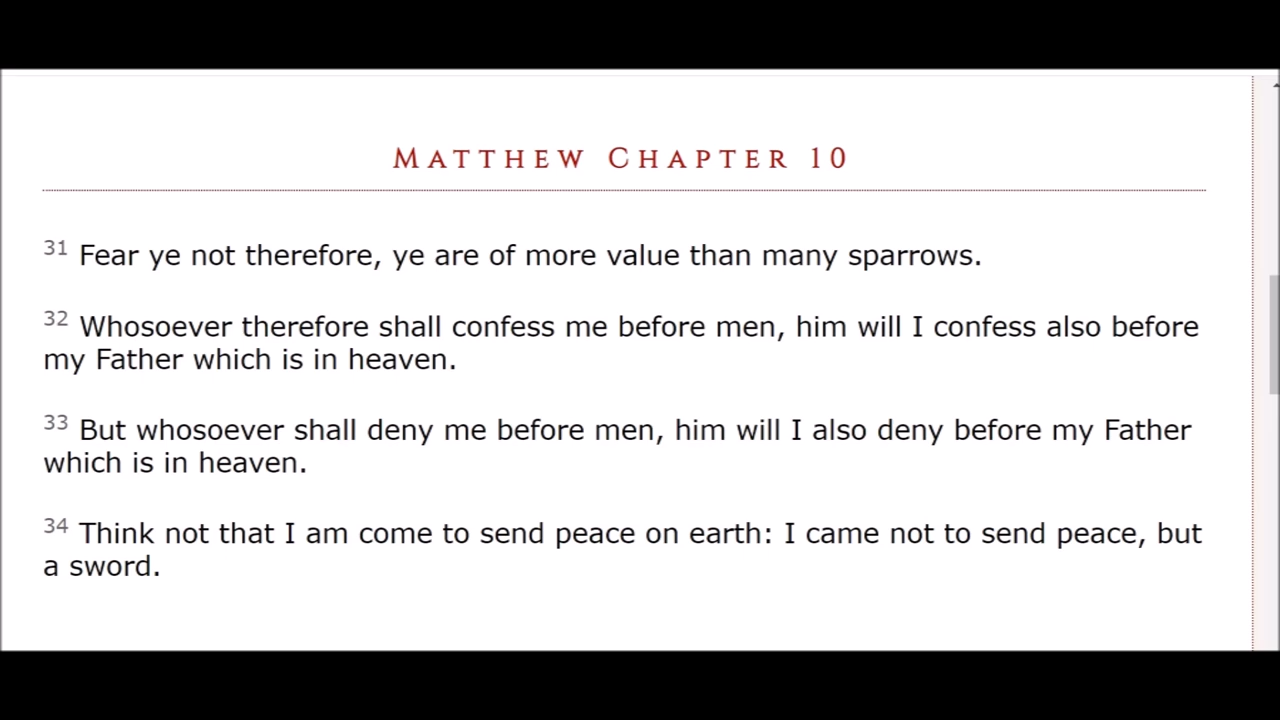 MATTHEW CHAPTER 10
31 Fear ye not therefore, ye are of more value than many sparrows.
32 Whosoever therefore shall confess me before men, him will I confess also before
my Father which is in heaven.
33 But whosoever shall deny me before men, him will I also deny before my Father
which is in heaven.
34 Think not that I am come to send peace on earth: I came not to send peace, but
a sword.